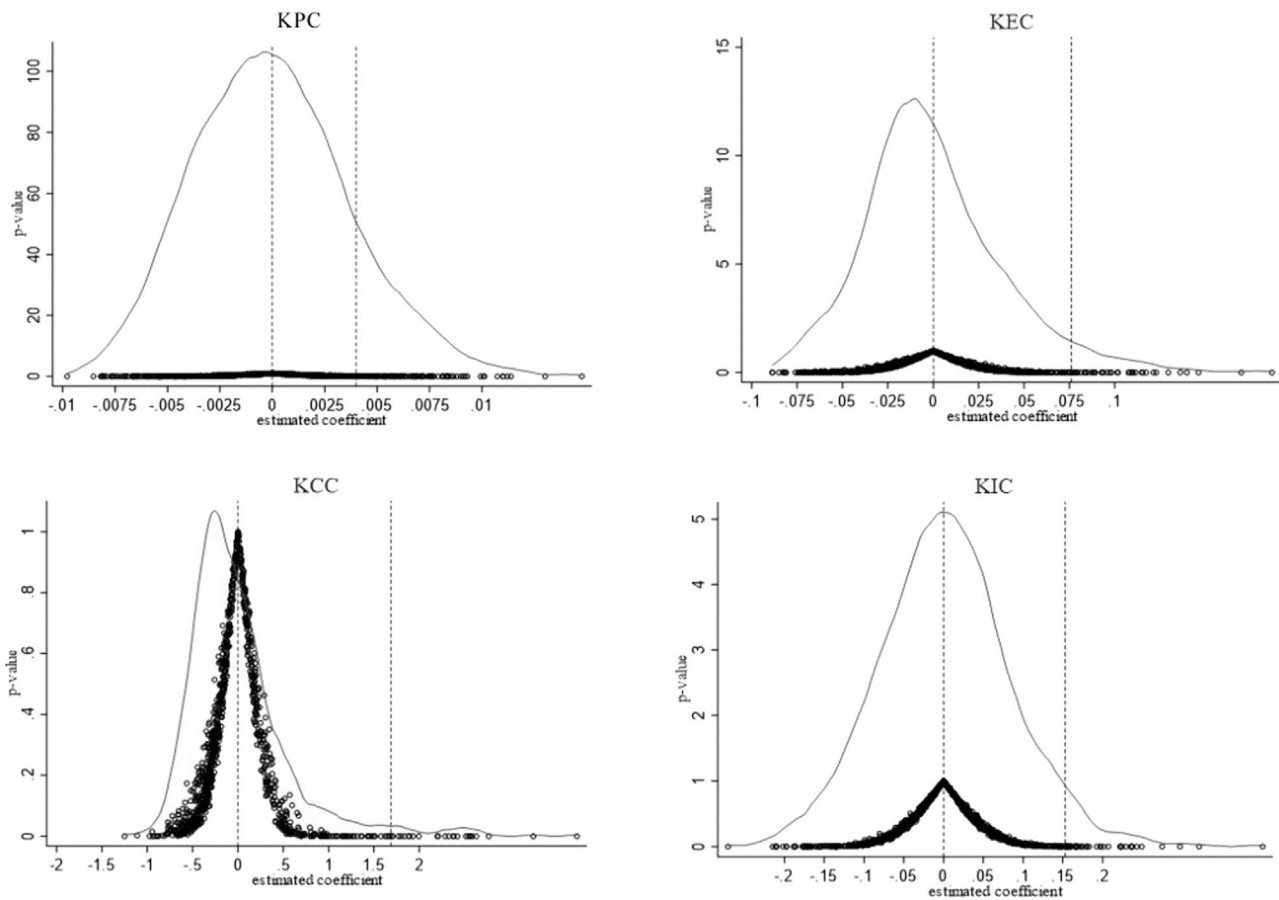 KPC
p-value
100
80
60
40
20
0
-.01 -.0075 -.005 -.0025 0 .0025 .005 .0075 .01
estimated coefficient
KEC
p-value
15
10
5
0
-.1 -.075 -.05 -.025 0 .025 .05 .075 .1
estimated coefficient
KCC
p-value
1
.8
.6
.4
.2
0
-2 -1.5 -1 -.5 0 .5 1 1.5 2
estimated coefficient
KIC
p-value
5
4
3
2
1
0
-.2 -.15 -.1 -.05 0 .05 .1 .15 .2
estimated coefficient